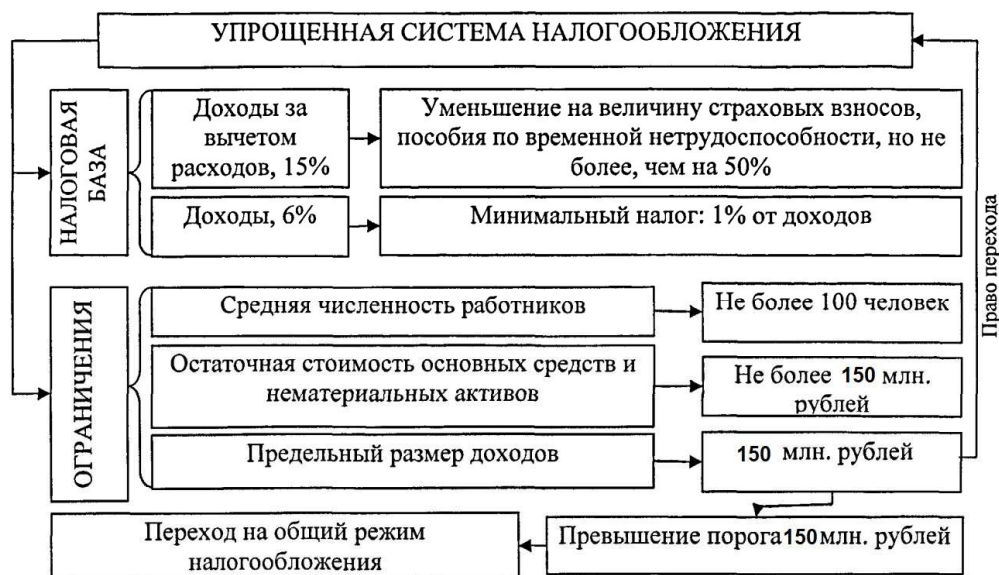 УПРОЩЕННАЯ СИСТЕМА НАЛОГООБЛОЖЕНИЯ
НАЛОГОВАЯ
БАЗА
Доходы за
вычетом
расходов, 15%
Уменьшение на величину страховых взносов,
пособия по временной нетрудоспособности, но не
более, чем на 50%
Доходы, 6%
Минимальный налог: 1% от доходов
Право перехода
ОГРАНИЧЕНИЯ
Средняя численность работников
Не более 100 человек
Остаточная стоимость основных средств и
нематериальных активов
Не более 150 млн.
рублей
Предельный размер доходов
150 млн. рублей
Превышение порога150млн. рублей
Переход на общий режим
налогообложения